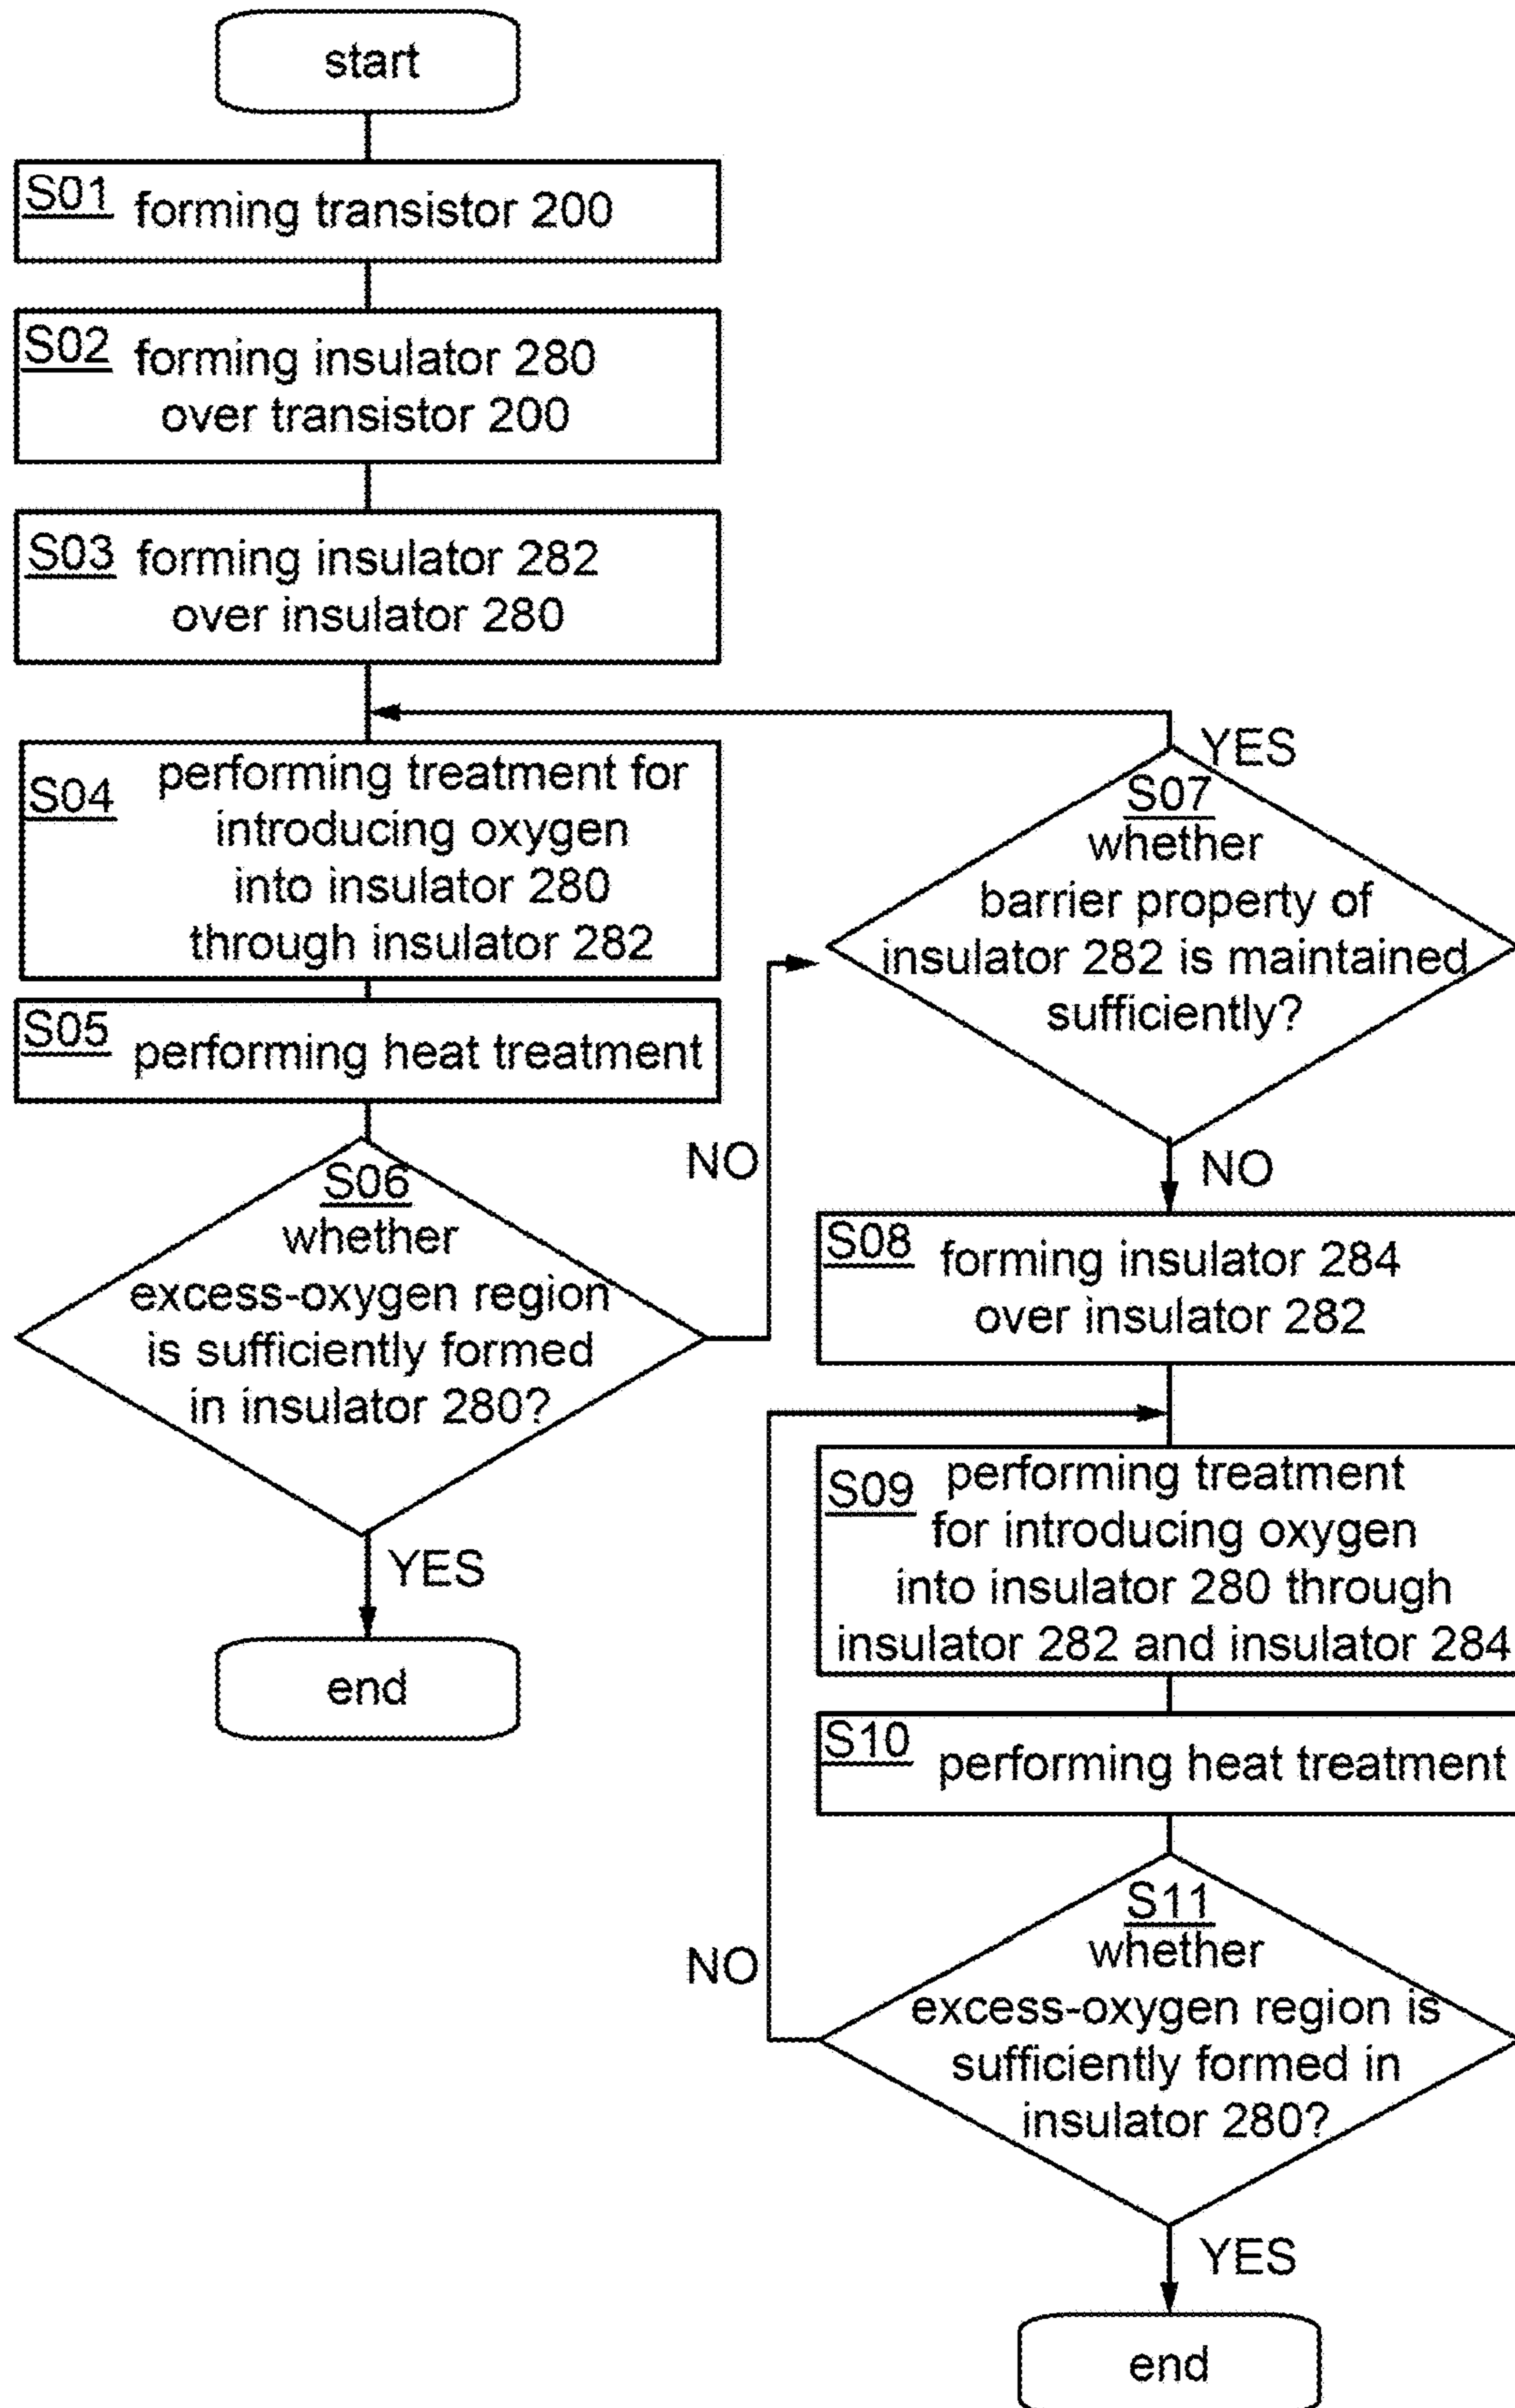 start
S01 forming transistor 200
S02 forming insulator 280
over transistor 200
S03 forming insulator 282
over insulator 280
S04 performing treatment for
introducing oxygen
into insulator 280
through insulator 282
S05 performing heat treatment
S06
whether
excess-oxygen region
is sufficiently formed
in insulator 280?
YES
end
NO
YES
S07
whether
barrier property of
insulator 282 is maintained
sufficiently?
NO
S08 forming insulator 284
over insulator 282
S09 performing treatment
for introducing oxygen
into insulator 280 through
insulator 282 and insulator 284
S10 performing heat treatment
S11
whether
excess-oxygen region is
sufficiently formed in
insulator 280?
NO
YES
end